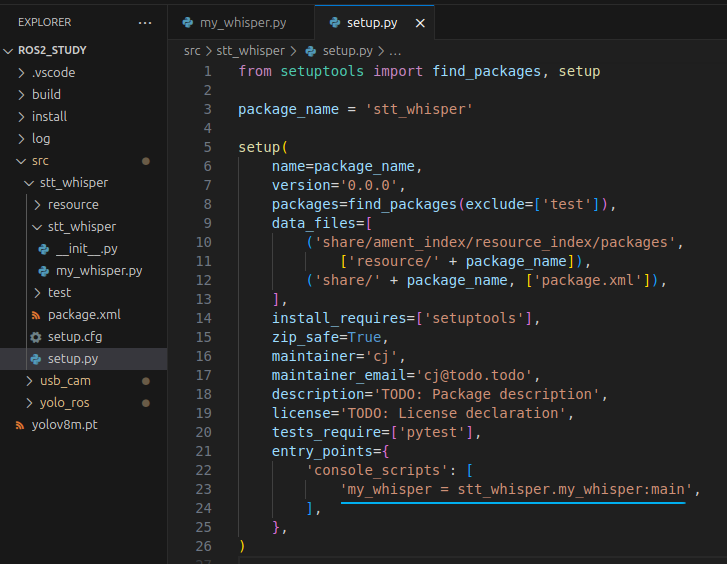 EXPLORER
ROS2_STUDY
.vscode
build
install
log
src
stt_whisper
resource
stt_whisper
__init__.py
my_whisper.py
test
package.xml
setup.cfg
setup.py
usb_cam
yolo_ros
yolov8m.pt
my_whisper.py setup.py
src > stt_whisper > setup.py > ...
1 from setuptools import find_packages, setup
2
3 package_name = 'stt_whisper'
4
5 setup(
6     name=package_name,
7     version='0.0.0',
8     packages=find_packages(exclude=['test']),
9     data_files=[
10         ('share/ament_index/resource_index/packages',
11             ['resource/' + package_name]),
12         ('share/' + package_name, ['package.xml']),
13     ],
14     install_requires=['setuptools'],
15     zip_safe=True,
16     maintainer='cj',
17     maintainer_email='cj@todo.todo',
18     description='TODO: Package description',
19     license='TODO: License declaration',
20     tests_require=['pytest'],
21     entry_points={
22         'console_scripts': [
23             'my_whisper = stt_whisper.my_whisper:main',
24         ],
25     },
26 )